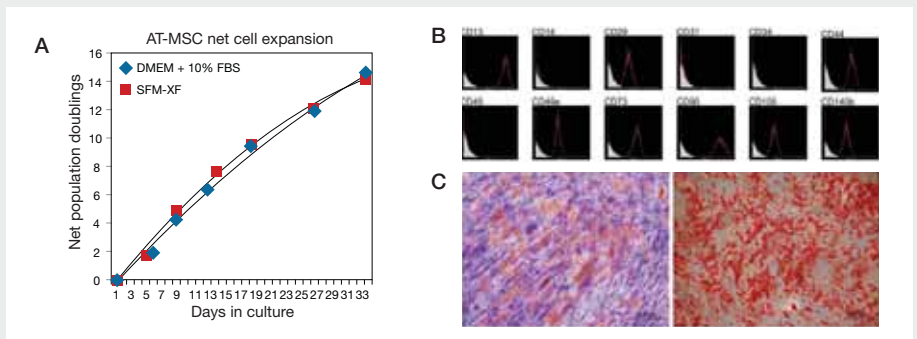 A
AT-MSC net cell expansion
16
14
12
10
8
6
4
2
0
DMEM + 10% FBS
SFM-XF
Net population doublings
1 3 5 7 9 11 13 15 17 19 21 23 25 27 29 31 33
Days in culture
B
CD13 CD14 CD29 CD31 CD34 CD44
CD45 CD49e CD73 CD90 CD105
C